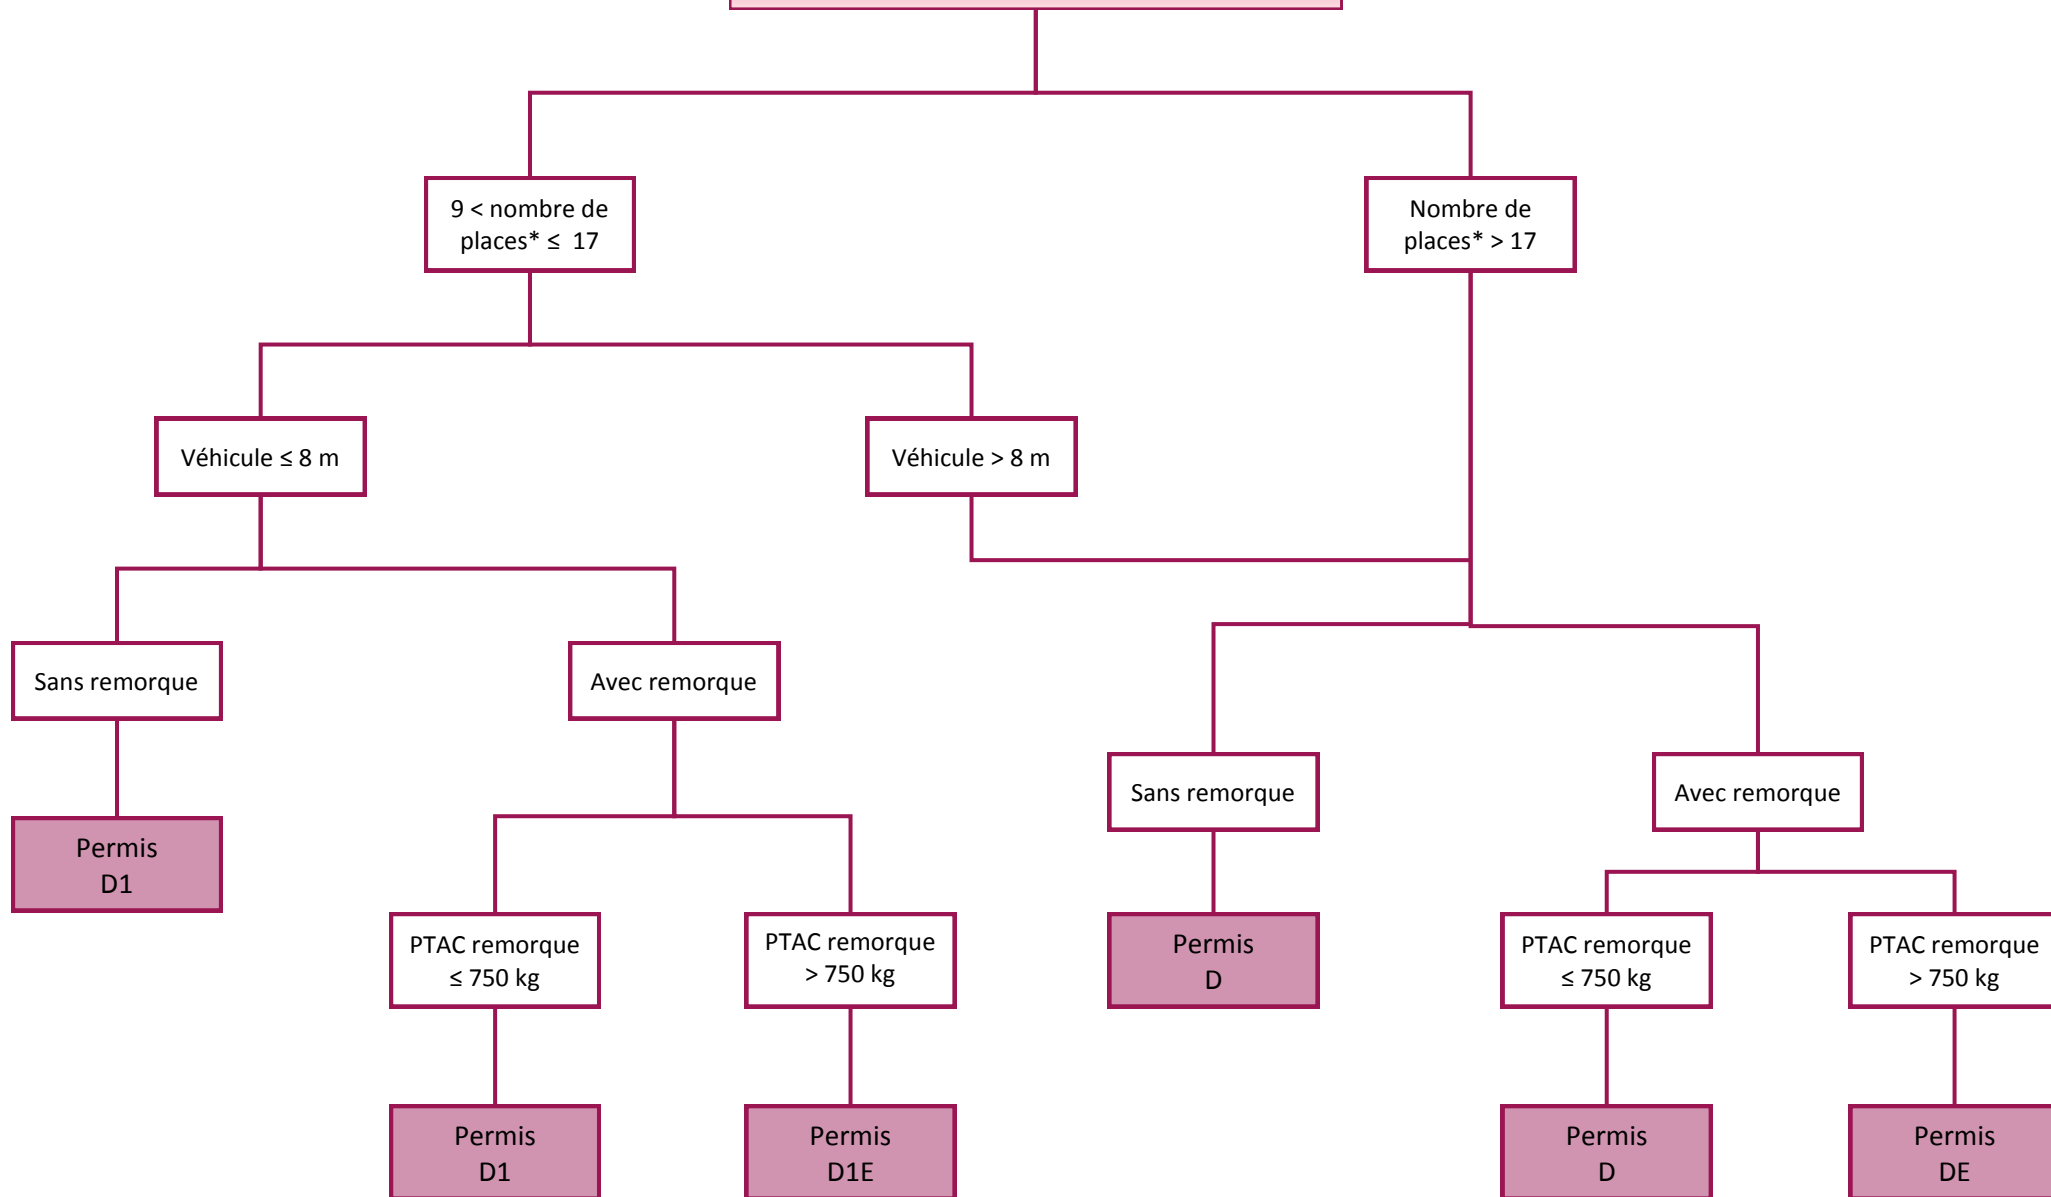 9 < nombre de
places* ≤ 17
Nombre de
places* > 17
Véhicule ≤ 8 m
Véhicule > 8 m
Sans remorque
Avec remorque
Sans remorque
Avec remorque
Permis
D1
PTAC remorque
≤ 750 kg
PTAC remorque
> 750 kg
Permis
D
PTAC remorque
≤ 750 kg
PTAC remorque
> 750 kg
Permis
D1
Permis
D1E
Permis
D
Permis
DE